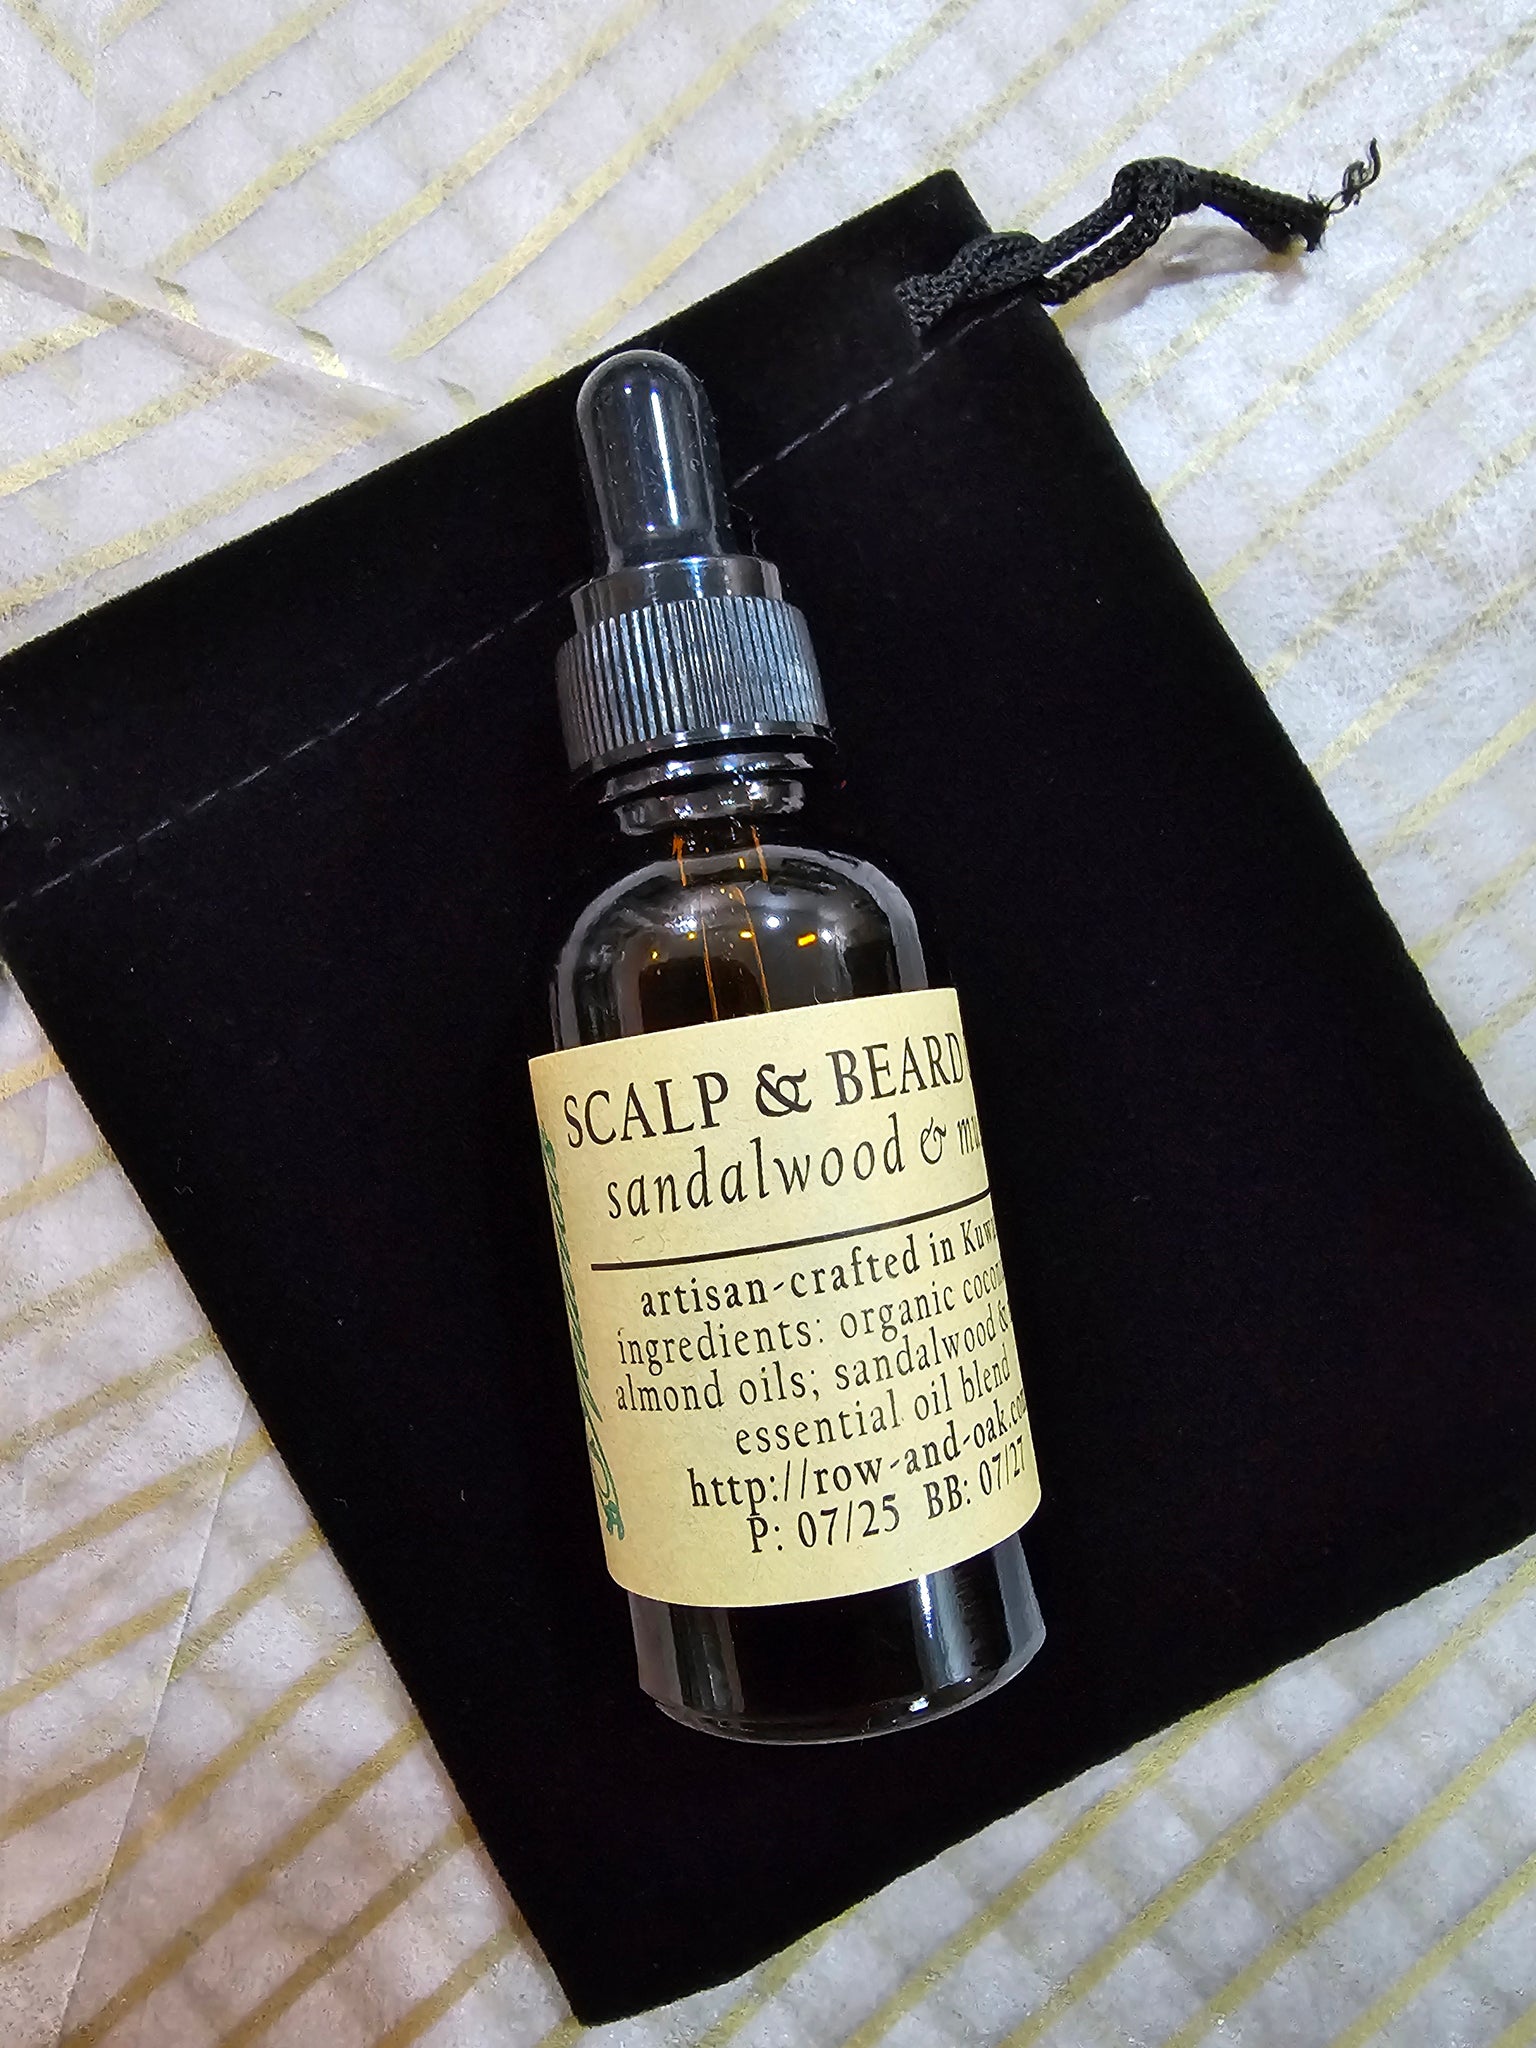 SCALP & BEARD
sandalwood &
artisan-crafted in
ingredients: organic
almond oils; sandalwood &
essential oil blend
http://row-and-oak.com
P: 07/25 BB: 07/27